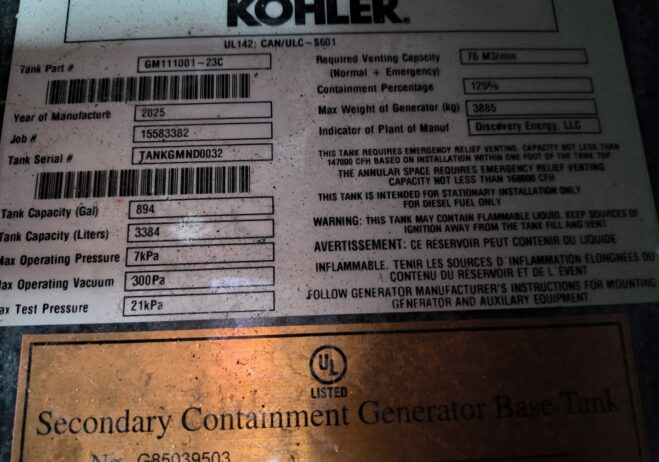 KOHLER.
UL142; CAN/ULC-S601
Tank Part # GM111001-23C
Year of Manufacture 2025
Job # 15583382
Tank Serial # TANKGMND0032
Tank Capacity (Gal) 894
Tank Capacity (Liters) 3384
Max Operating Pressure 7kPa
Max Operating Vacuum 300Pa
Max Test Pressure 21kPa
Required Venting Capacity 76 M3/min
(Normal + Emergency)
Containment Percentage 125%
Max Weight of Generator (kg) 3885
Indicator of Plant of Manuf Discovery Energy, LLC
THIS TANK REQUIRES EMERGENCY RELIEF VENTING. CAPACITY NOT LESS THAN
147000 CFH BASED ON INSTALLATION WITHIN ONE FOOT OF THE TANK TOP
THE ANNULAR SPACE REQUIRES EMERGENCY RELIEF VENTING
CAPACITY NOT LESS THAN 168000 CFH
THIS TANK IS INTENDED FOR STATIONARY INSTALLATION ONLY
FOR DIESEL FUEL ONLY
WARNING: THIS TANK MAY CONTAIN FLAMMABLE LIQUID. KEEP SOURCES OF
IGNITION AWAY FROM THE TANK FILL AND VENT
AVERTISSEMENT: CE RESERVOIR PEUT CONTENIR DU LIQUIDE
INFLAMMABLE. TENIR LES SOURCES D'INFLAMMATION ELONGDÉES DU
CONTENU DU RESERVOIR ET DE L'EVENT
FOLLOW GENERATOR MANUFACTURER'S INSTRUCTIONS FOR MOUNTING
GENERATOR AND AUXILARY EQUIPMENT.
UL
LISTED
Secondary Containment Generator Base Tank
No. G85039503